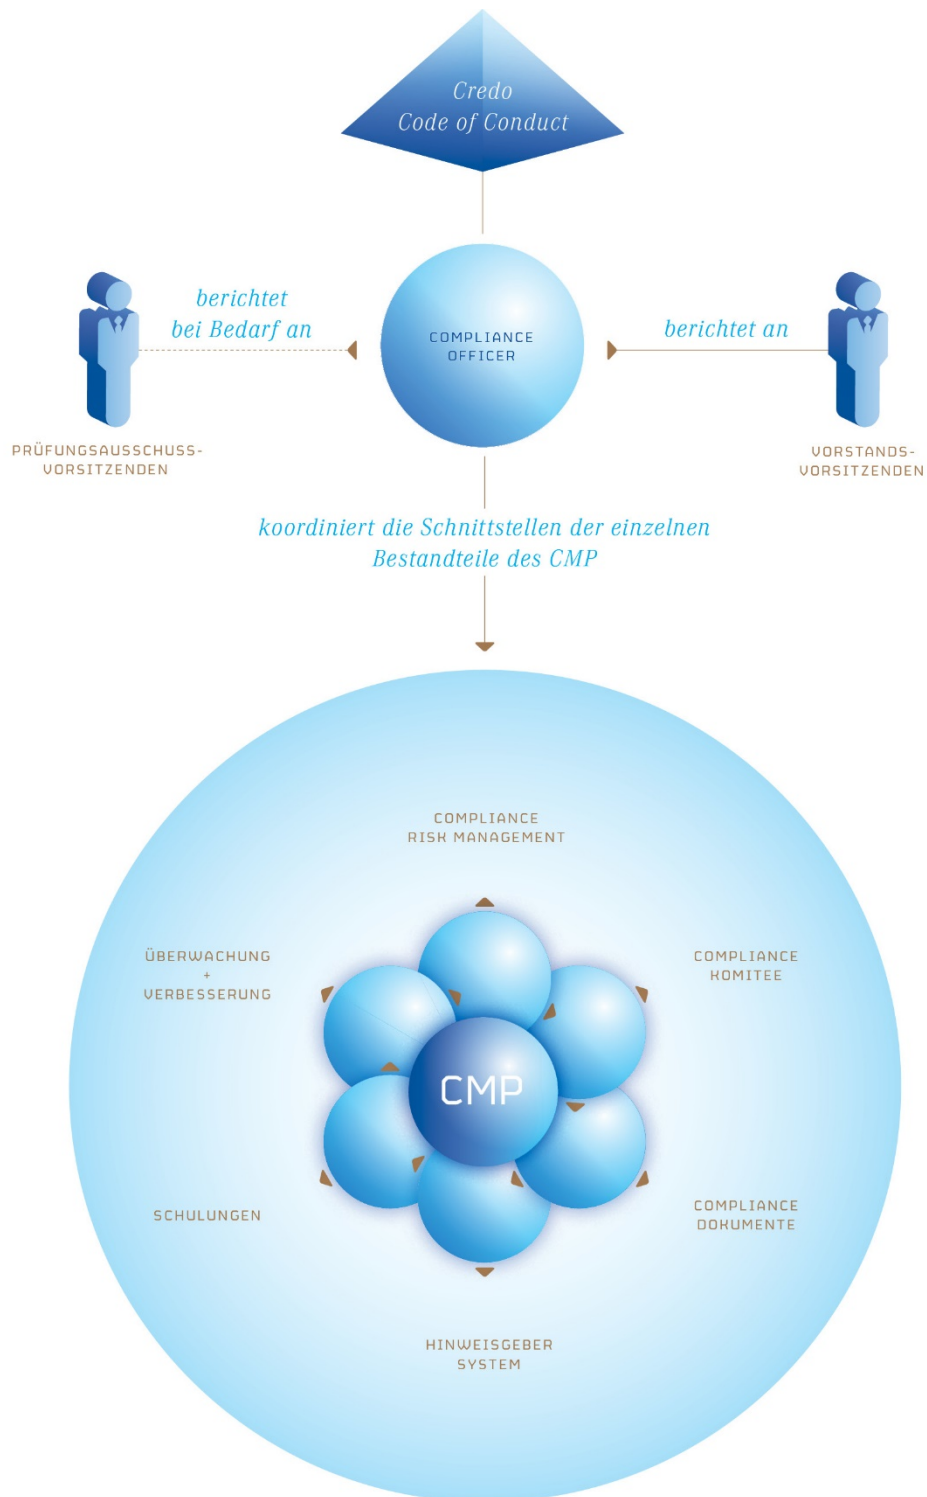 Credo
Code of Conduct
berichtet
bei Bedarf an
COMPLIANCE
OFFICER
berichtet an
PRÜFUNGSAUSSCHUSS-
VORSITZENDEN
VORSTANDS-
VORSITZENDEN
koordiniert die Schnittstellen der einzelnen
Bestandteile des CMP
COMPLIANCE
RISK MANAGEMENT
ÜBERWACHUNG
+
VERBESSERUNG
COMPLIANCE
KOMITEE
CMP
SCHULUNGEN
COMPLIANCE
DOKUMENTE
HINWEISGEBER
SYSTEM